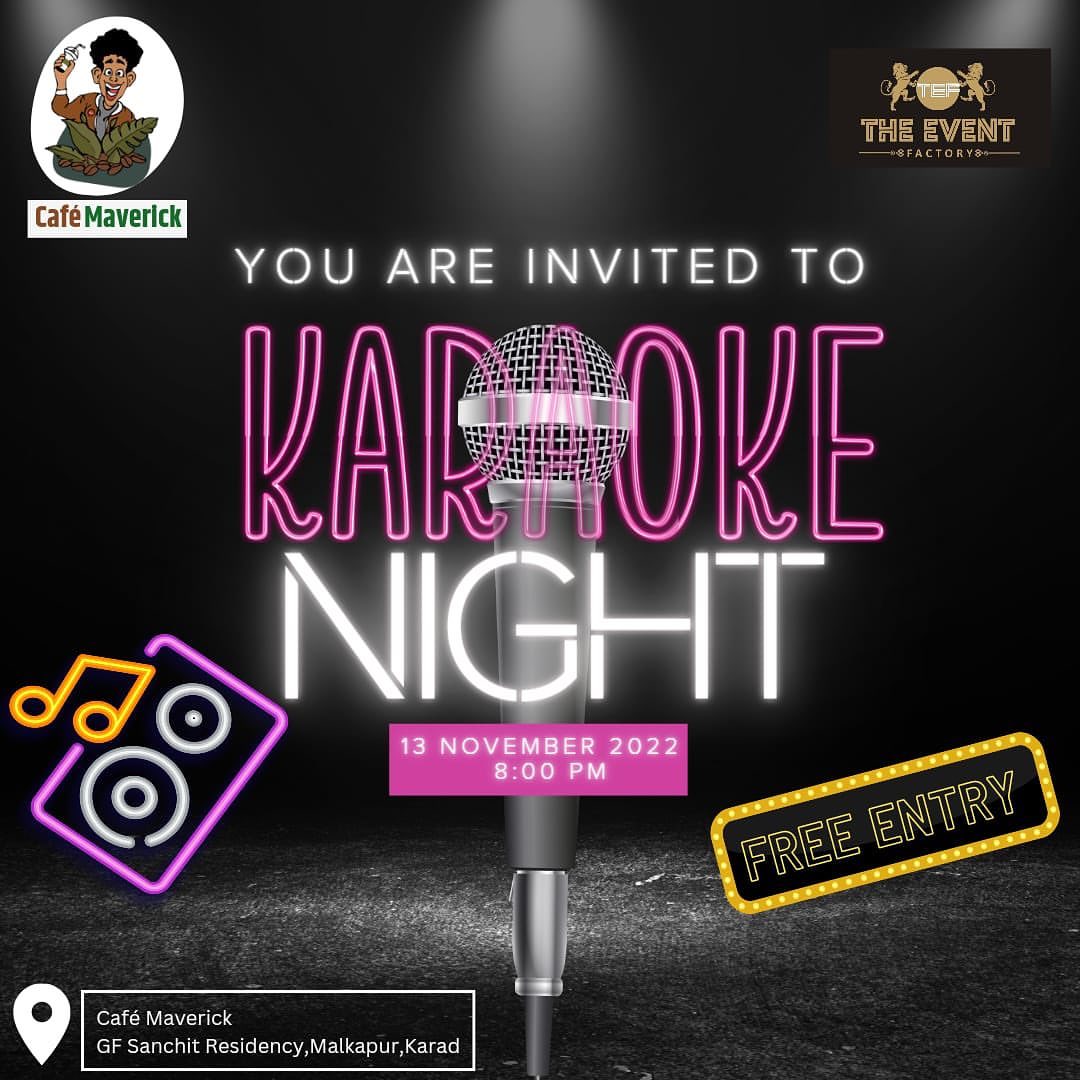 Café Maverick
TEF
THE EVENT
FACTORY
YOU ARE INVITED TO
KARAOKE
NIGHT
13 NOVEMBER 2022
8:00 PM
FREE ENTRY
Café Maverick
GF Sanchit Residency,Malkapur,Karad